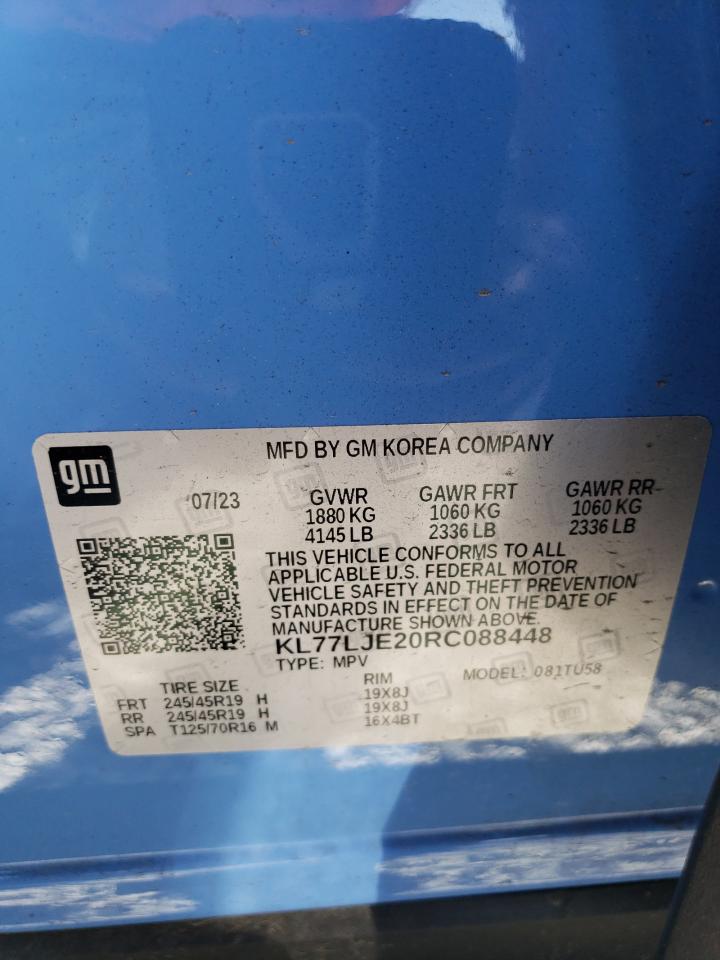 MFD BY GM KOREA COMPANY
gm
07/23
GVWR GAWR FRT GAWR RR
1880 KG 1060 KG 1060 KG
4145 LB 2336 LB 2336 LB
THIS VEHICLE CONFORMS TO ALL
APPLICABLE U.S. FEDERAL MOTOR
VEHICLE SAFETY AND THEFT PREVENTION
STANDARDS IN EFFECT ON THE DATE OF
MANUFACTURE SHOWN ABOVE.
KL77LJE20RC088448
TYPE: MPV MODEL: 081TU58
TIRE SIZE RIM
FRT 245/45R19 H 19X8J
RR 245/45R19 H 19X8J
SPA T125/70R16 M 16X4BT